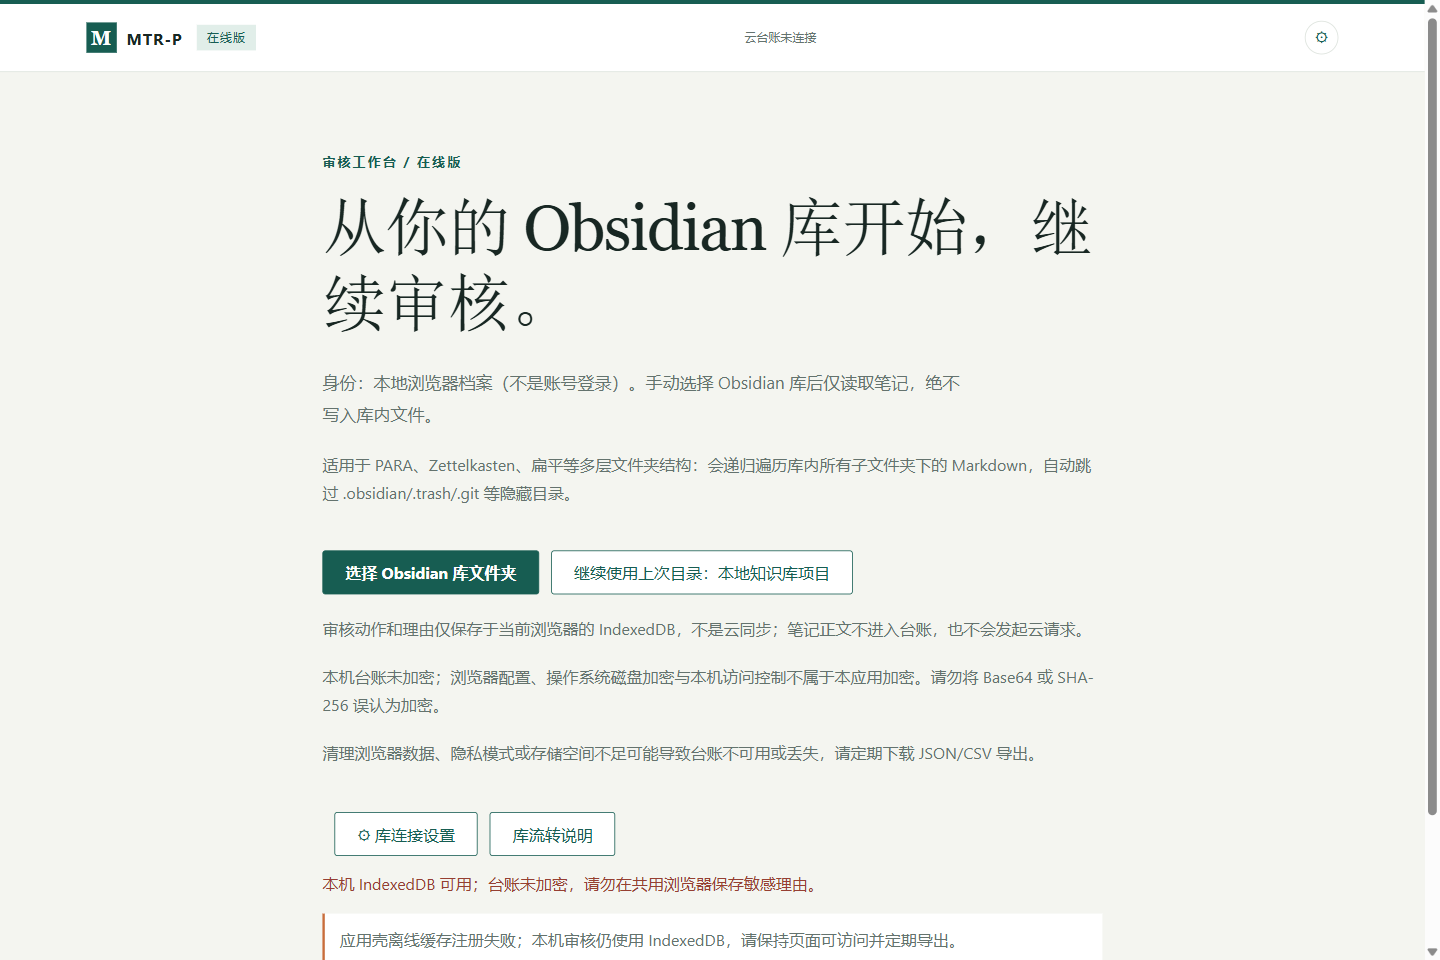 M MTR-P 在线版 云台账未连接
审核工作台 / 在线版
从你的 Obsidian 库开始，继
续审核。
身份：本地浏览器档案（不是账号登录）。手动选择 Obsidian 库后仅读取笔记，绝不
写入库内文件。
适用于 PARA、Zettelkasten、扁平等多层文件夹结构：会递归遍历库内所有子文件夹下的 Markdown，自动跳
过 .obsidian/.trash/.git 等隐藏目录。
选择 Obsidian 库文件夹 继续使用上次目录：本地知识库项目
审核动作和理由仅保存于当前浏览器的 IndexedDB，不是云同步；笔记正文不进入台账，也不会发起云请求。
本机台账未加密；浏览器配置、操作系统磁盘加密与本机访问控制不属于本应用加密。请勿将 Base64 或 SHA-
256 误认为加密。
清理浏览器数据、隐私模式或存储空间不足可能导致台账不可用或丢失，请定期下载 JSON/CSV 导出。
库连接设置 库流转说明
本机 IndexedDB 可用；台账未加密，请勿在共用浏览器保存敏感理由。
应用壳离线缓存注册失败；本机审核仍使用 IndexedDB，请保持页面可访问并定期导出。